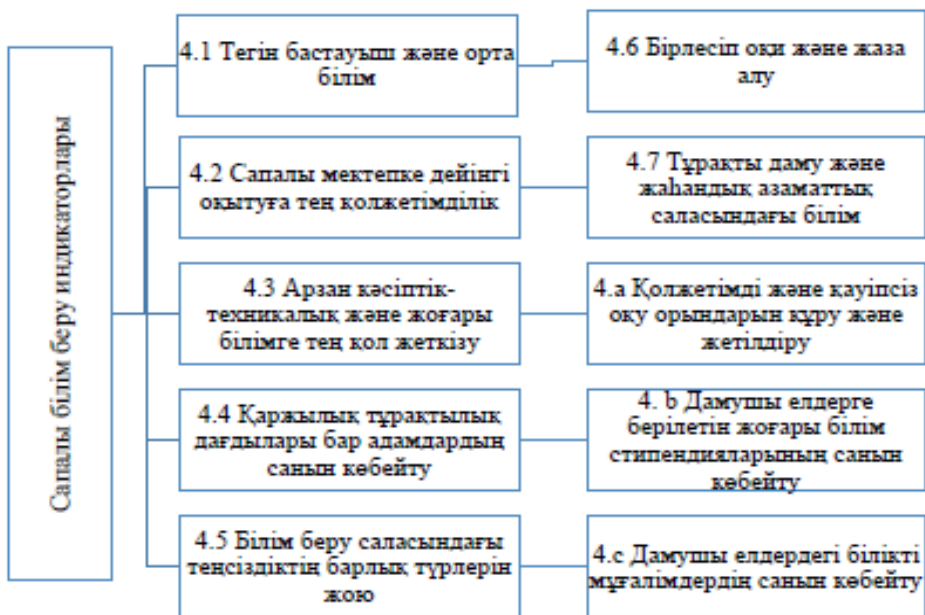 Сапалы білім беру индикаторлары
4.1 Тегін бастауыш және орта
білім
4.6 Бірлесіп оқи және жаза
алу
4.2 Сапалы мектепке дейінгі
оқытуға тең қолжетімділік
4.7 Тұрақты даму және
жаһандық азаматтық
саласындағы білім
4.3 Арзан кәсіптік-
техникалық және жоғары
білімге тең қол жеткізу
4.a Қолжетімді және қауіпсіз
оқу орындарын құру және
жетілдіру
4.4 Қаржылық тұрақтылық
дағдылары бар адамдардың
санын көбейту
4. b Дамушы елдерге
берілетін жоғары білім
стипендияларының санын
көбейту
4.5 Білім беру саласындағы
теңсіздіктің барлық түрлерін
жою
4.c Дамушы елдердегі білікті
мұғалімдердің санын көбейту